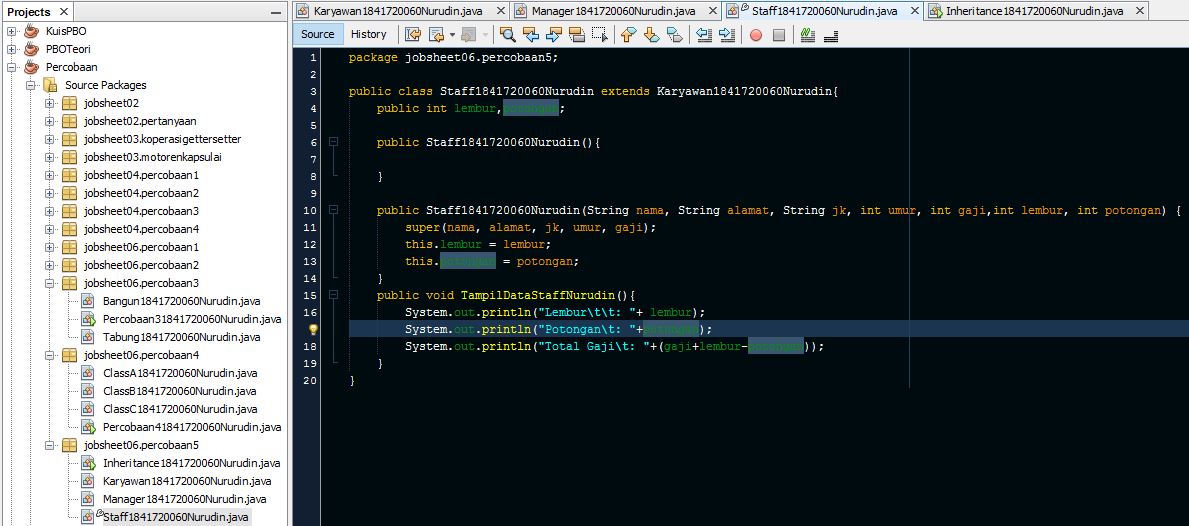 Projects
KuisPBO
PBOTeori
Percobaan
Source Packages
jobsheet02
jobsheet02.pertanyaan
jobsheet03.koperasigettersetter
jobsheet03.motorenkapsulai
jobsheet04.percobaan1
jobsheet04.percobaan2
jobsheet04.percobaan3
jobsheet04.percobaan4
jobsheet06.percobaan1
jobsheet06.percobaan2
jobsheet06.percobaan3
Bangun1841720060Nurudin.java
Percobaan31841720060Nurudin.java
Tabung1841720060Nurudin.java
jobsheet06.percobaan4
ClassA1841720060Nurudin.java
ClassB1841720060Nurudin.java
ClassC1841720060Nurudin.java
Percobaan41841720060Nurudin.java
jobsheet06.percobaan5
Inheritance1841720060Nurudin.java
Karyawan1841720060Nurudin.java
Manager1841720060Nurudin.java
Staff1841720060Nurudin.java
Karyawan1841720060Nurudin.java Manager1841720060Nurudin.java Staff1841720060Nurudin.java Inheritance1841720060Nurudin.java
Source History
1 package jobsheet06.percobaan5;
2
3 public class Staff1841720060Nurudin extends Karyawan1841720060Nurudin{
4 public int lembur,potongan;
5
6 public Staff1841720060Nurudin(){
7
8 }
9
10 public Staff1841720060Nurudin(String nama, String alamat, String jk, int umur, int gaji,int lembur, int potongan) {
11 super(nama, alamat, jk, umur, gaji);
12 this.lembur = lembur;
13 this.potongan = potongan;
14 }
15 public void TampilDataStaffNurudin(){
16 System.out.println("Lembur\t\t: "+ lembur);
System.out.println("Potongan\t: "+potongan);
18 System.out.println("Total Gaji\t: "+(gaji+lembur-potongan));
19 }
20 }